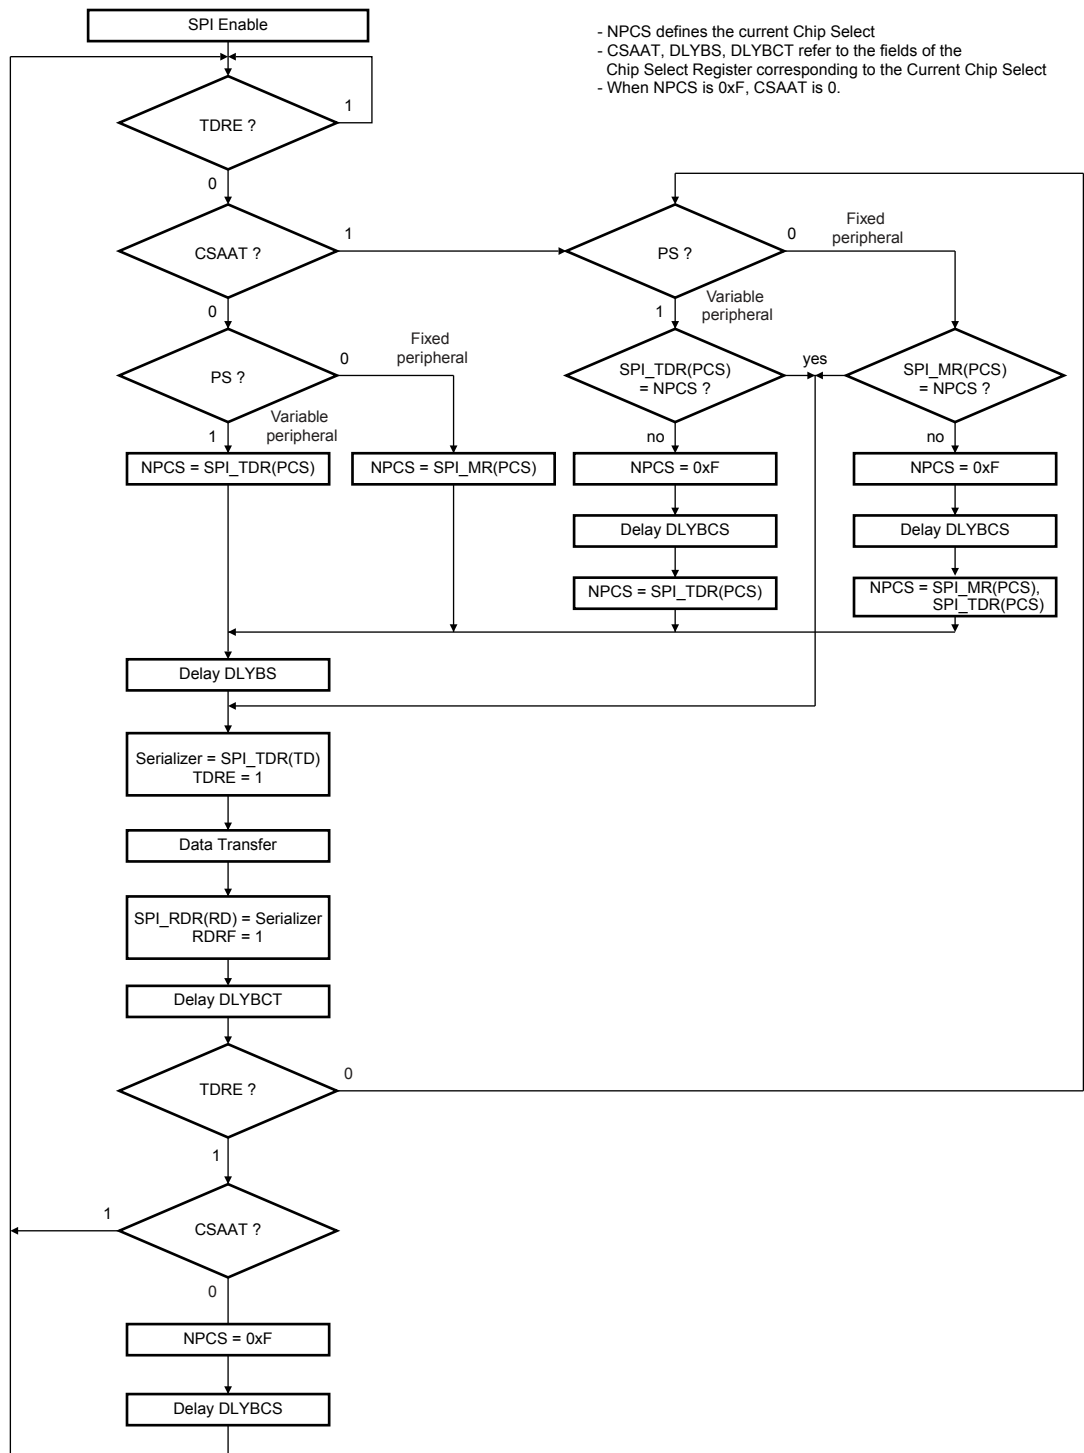 SPI Enable
- NPCS defines the current Chip Select
- CSAAT, DLYBS, DLYBCT refer to the fields of the
Chip Select Register corresponding to the Current Chip Select
- When NPCS is 0xF, CSAAT is 0.
TDRE ?
1
0
CSAAT ?
1
0
PS ?
0
Fixed
peripheral
1
Variable
peripheral
PS ?
0
Fixed
peripheral
1
Variable
peripheral
SPI_TDR(PCS)
= NPCS ?
yes
SPI_MR(PCS)
= NPCS ?
no
no
NPCS = SPI_TDR(PCS)
NPCS = SPI_MR(PCS)
NPCS = 0xF
NPCS = 0xF
Delay DLYBCS
Delay DLYBCS
NPCS = SPI_TDR(PCS)
NPCS = SPI_MR(PCS),
SPI_TDR(PCS)
Delay DLYBS
Serializer = SPI_TDR(TD)
TDRE = 1
Data Transfer
SPI_RDR(RD) = Serializer
RDRF = 1
Delay DLYBCT
TDRE ?
0
1
CSAAT ?
1
0
NPCS = 0xF
Delay DLYBCS